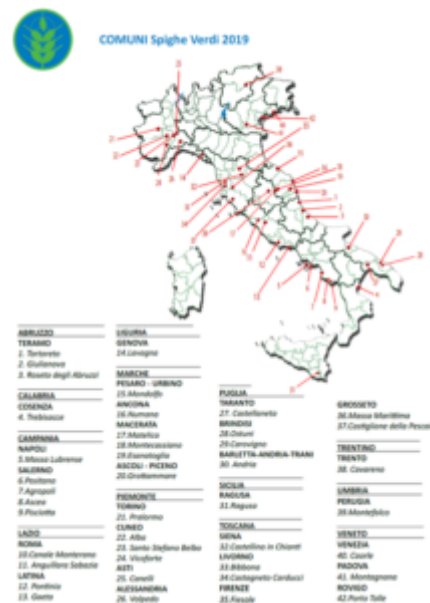 COMUNI Spighe Verdi 2019
ABRUZZO
TERAMO
1. Tortoreto
2. Giulianova
3. Roseto degli Abruzzi
CALABRIA
COSENZA
4. Trebisacce
CAMPANIA
NAPOLI
5. Massa Lubrense
SALERNO
6. Positano
7. Agropoli
8. Ascea
9. Pisciotta
LAZIO
ROMA
10. Canale Monterano
11. Anguillara Sabazia
LATINA
12. Pontinia
13. Gaeta
LIGURIA
GENOVA
14. Lavagna
MARCHE
PESARO - URBINO
15. Mondolfo
ANCONA
16. Numana
MACERATA
17. Matelica
18. Montecassiano
19. Esanatoglia
ASCOLI - PICENO
20. Grottammare
PIEMONTE
TORINO
21. Pralormo
CUNEO
22. Alba
23. Santo Stefano Belbo
24. Vicoforte
ASTI
25. Canelli
ALESSANDRIA
26. Volpedo
PUGLIA
TARANTO
27. Castellaneta
BRINDISI
28. Ostuni
29. Carovigno
BARLETTA-ANDRIA-TRANI
30. Andria
SICILIA
RAGUSA
31. Ragusa
TOSCANA
SIENA
32. Castellina in Chianti
LIVORNO
33. Bibbona
34. Castagneto Carducci
FIRENZE
35. Fiesole
GROSSETO
36. Massa Marittima
37. Castiglione della Pescaia
TRENTINO
TRENTO
38. Cavareno
UMBRIA
PERUGIA
39. Montefalco
VENETO
VENEZIA
40. Caorle
PADOVA
41. Montagnana
ROVIGO
42. Porto Tolle